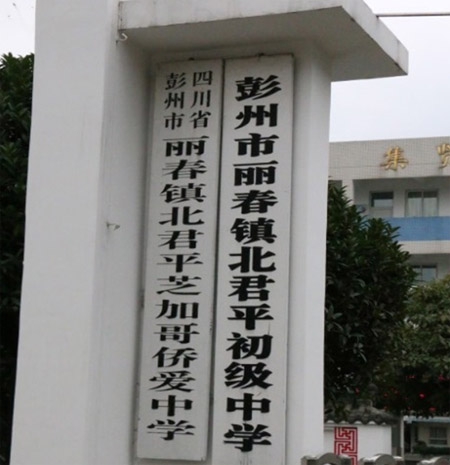 彭州市丽春镇北君平初级中学
四川省
彭州市
丽春镇北君平芝加哥侨爱中学
集贤